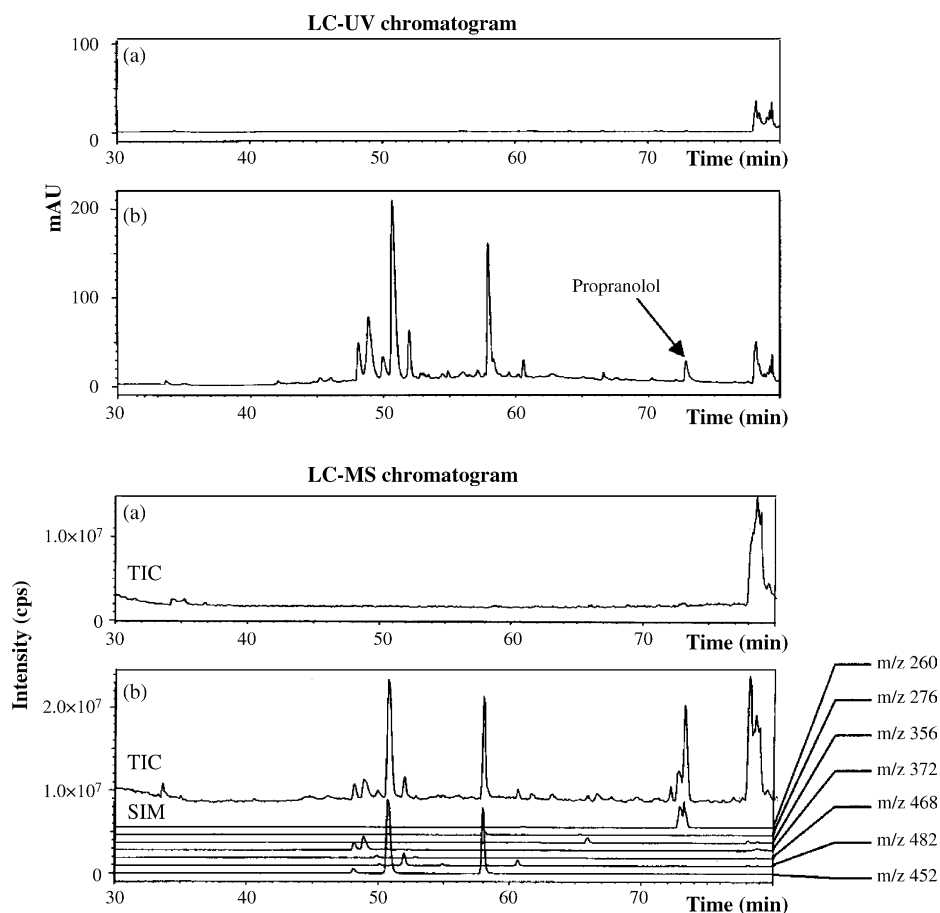 LC-UV chromatogram
100
(a)
0
30 40 50 60 70 Time (min)
mAU
200
(b)
100
Propranolol
0
30 40 50 60 70 Time (min)
LC-MS chromatogram
(a)
1.0×10⁷
TIC
0
30 40 50 60 70 Time (min)
Intensity (cps)
(b)
2.0×10⁷
TIC
1.0×10⁷
SIM
0
30 40 50 60 70 Time (min)
m/z 260
m/z 276
m/z 356
m/z 372
m/z 468
m/z 482
m/z 452